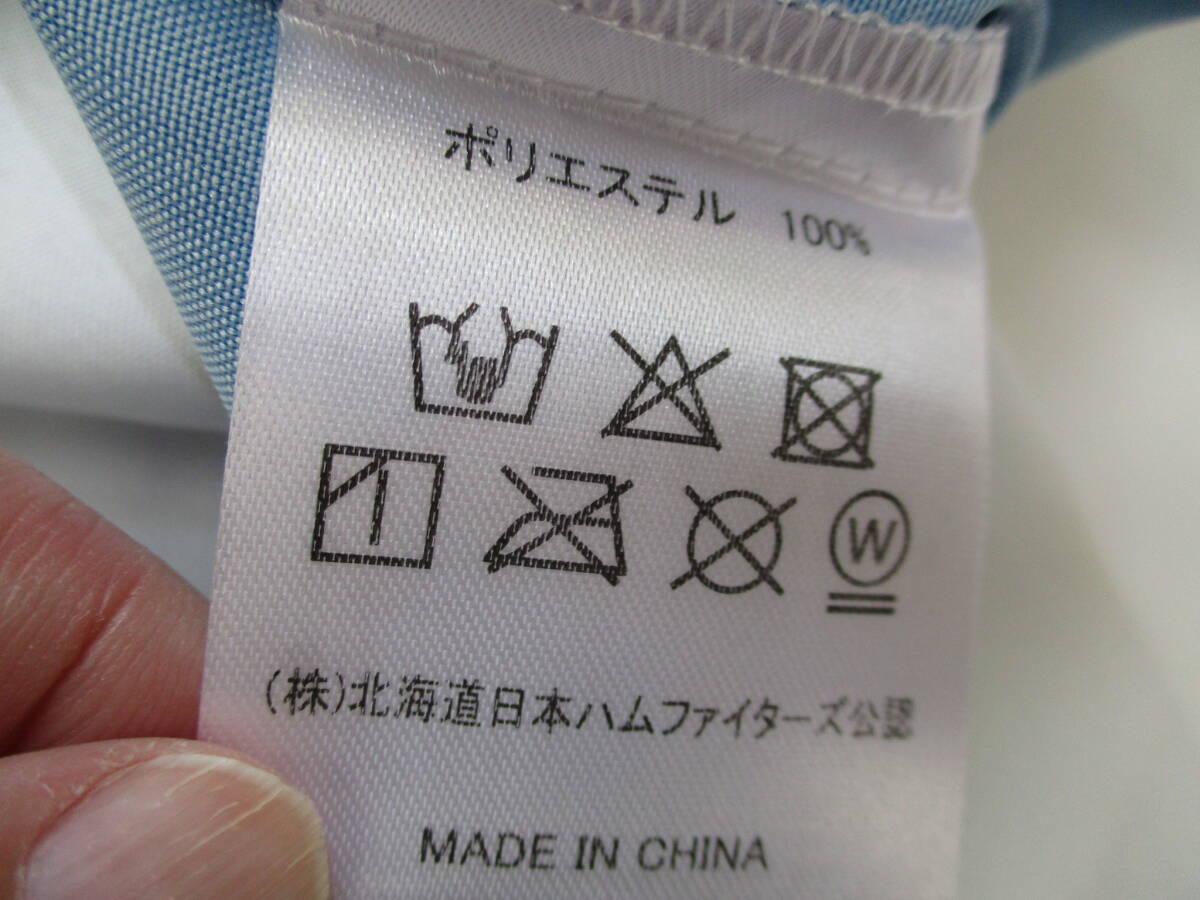 ポリエステル 100%
W
(株)北海道日本ハムファイターズ公認
MADE IN CHINA